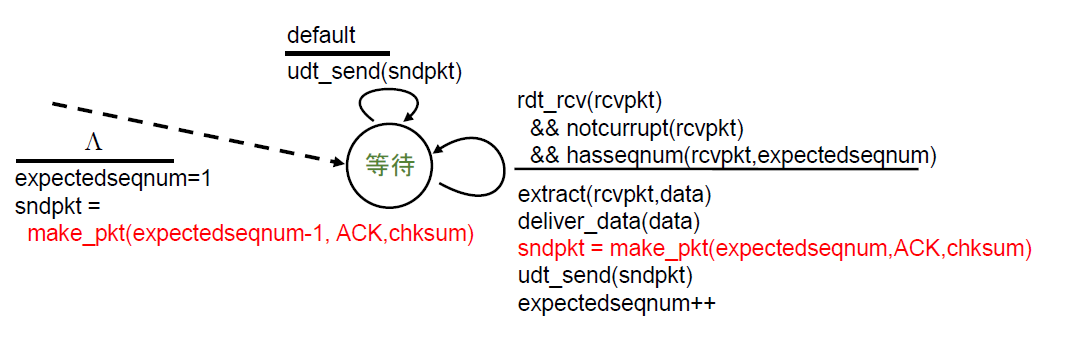 default
udt_send(sndpkt)
Λ
expectedseqnum=1
sndpkt =
make_pkt(expectedseqnum-1, ACK,chksum)
等待
rdt_rcv(rcvpkt)
&& notcurrupt(rcvpkt)
&& hasseqnum(rcvpkt,expectedseqnum)
extract(rcvpkt,data)
deliver_data(data)
sndpkt = make_pkt(expectedseqnum,ACK,chksum)
udt_send(sndpkt)
expectedseqnum++